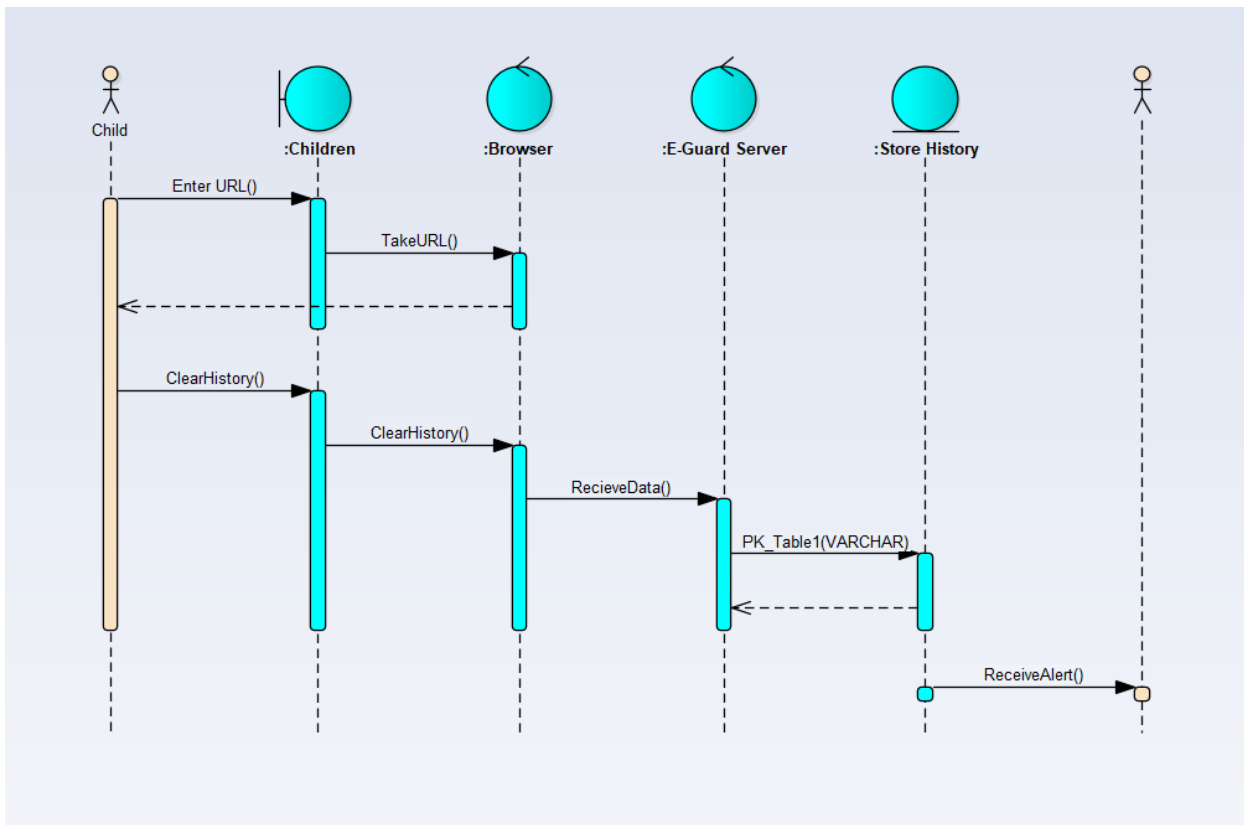 Child
:Children
:Browser
:E-Guard Server
:Store History
Enter URL()
TakeURL()
ClearHistory()
ClearHistory()
RecieveData()
PK_Table1(VARCHAR)
ReceiveAlert()